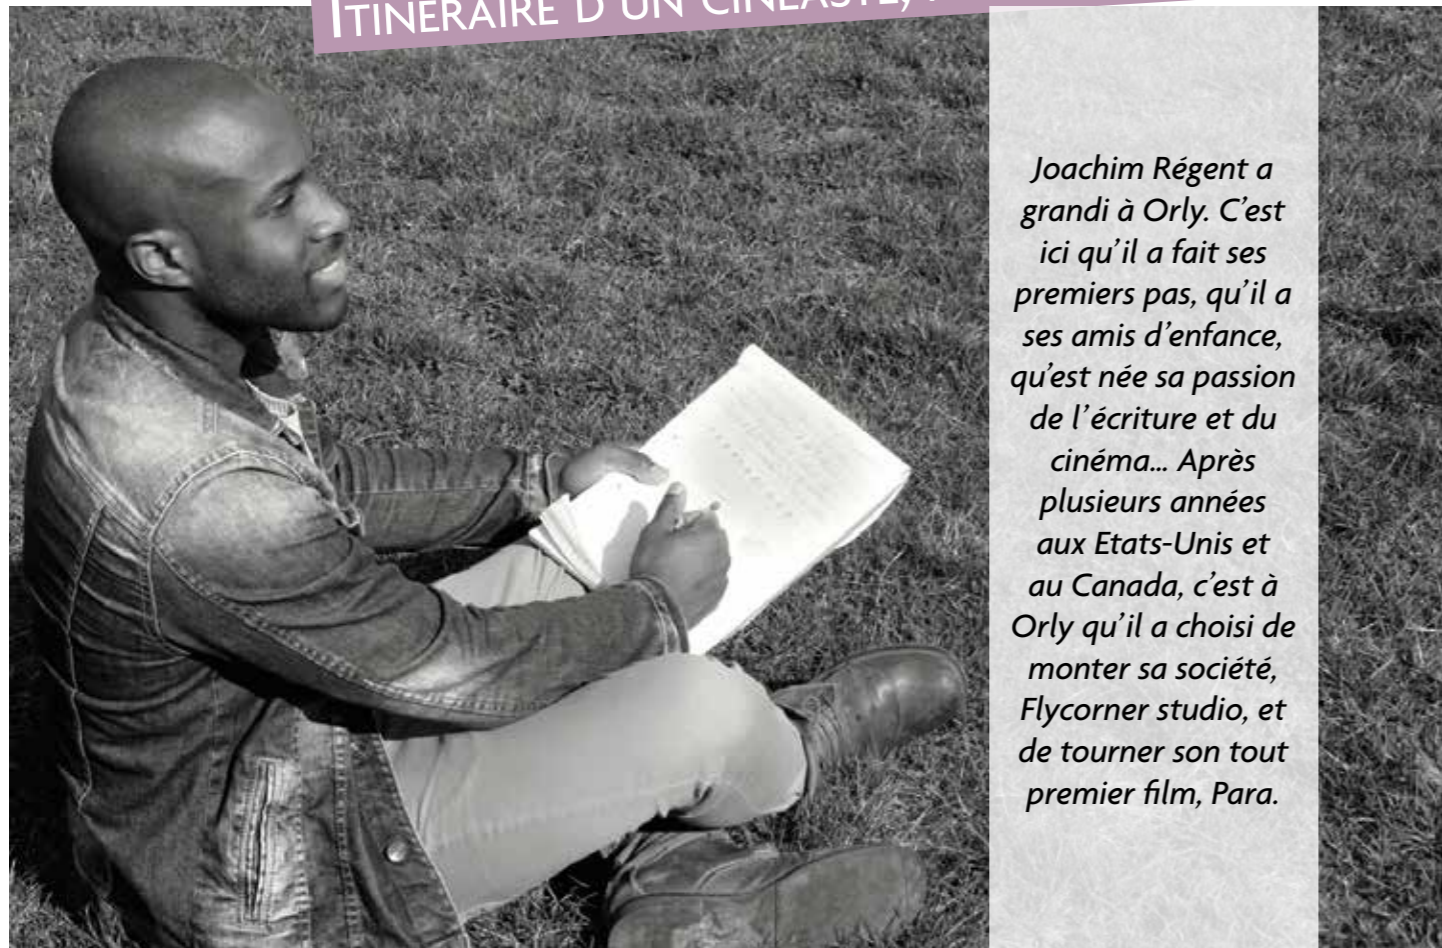 ITINÉRAIRE D'UN CINÉASTE,
Joachim Régent a
grandi à Orly. C'est
ici qu'il a fait ses
premiers pas, qu'il a
ses amis d'enfance,
qu'est née sa passion
de l'écriture et du
cinéma... Après
plusieurs années
aux Etats-Unis et
au Canada, c'est à
Orly qu'il a choisi de
monter sa société,
Flycorner studio, et
de tourner son tout
premier film, Para.